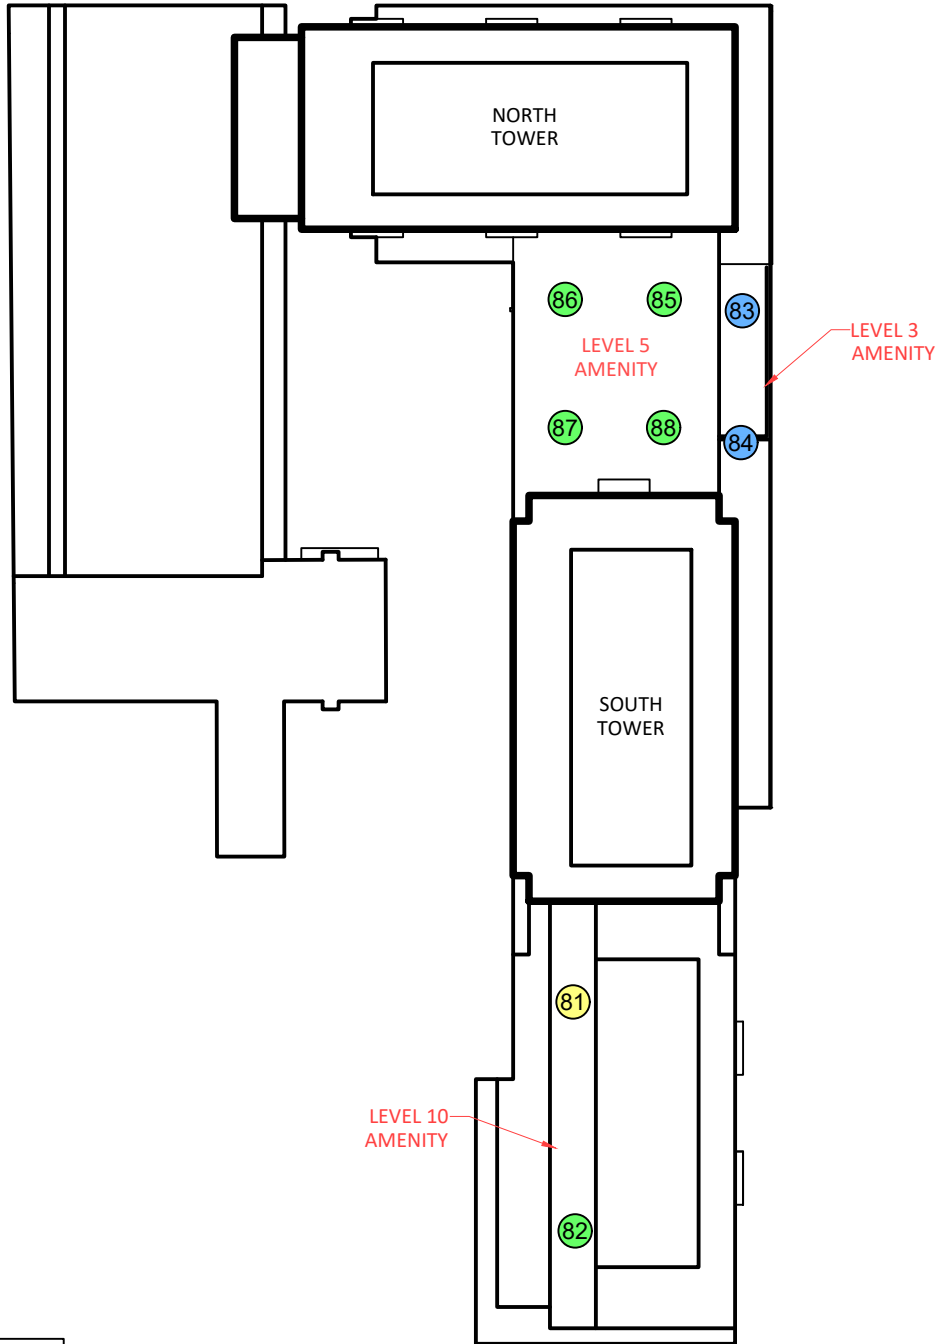 NORTH
TOWER
86
85
83
LEVEL 5
AMENITY
LEVEL 3
AMENITY
87
88
84
SOUTH
TOWER
81
LEVEL 10
AMENITY
82